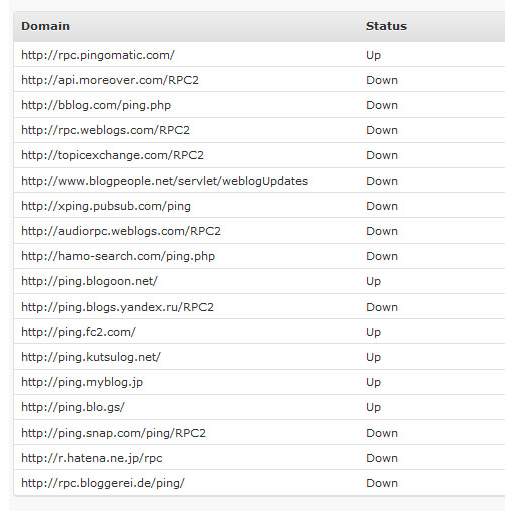 Domain Status
http://rpc.pingomatic.com/ Up
http://api.moreover.com/RPC2 Down
http://bblog.com/ping.php Down
http://rpc.weblogs.com/RPC2 Down
http://topicexchange.com/RPC2 Down
http://www.blogpeople.net/servlet/weblogUpdates Down
http://xping.pubsub.com/ping Down
http://audiorpc.weblogs.com/RPC2 Down
http://hamo-search.com/ping.php Down
http://ping.blogoon.net/ Up
http://ping.blogs.yandex.ru/RPC2 Down
http://ping.fc2.com/ Up
http://ping.kutsulog.net/ Up
http://ping.myblog.jp Up
http://ping.blo.gs/ Up
http://ping.snap.com/ping/RPC2 Down
http://r.hatena.ne.jp/rpc Down
http://rpc.bloggerei.de/ping/ Down